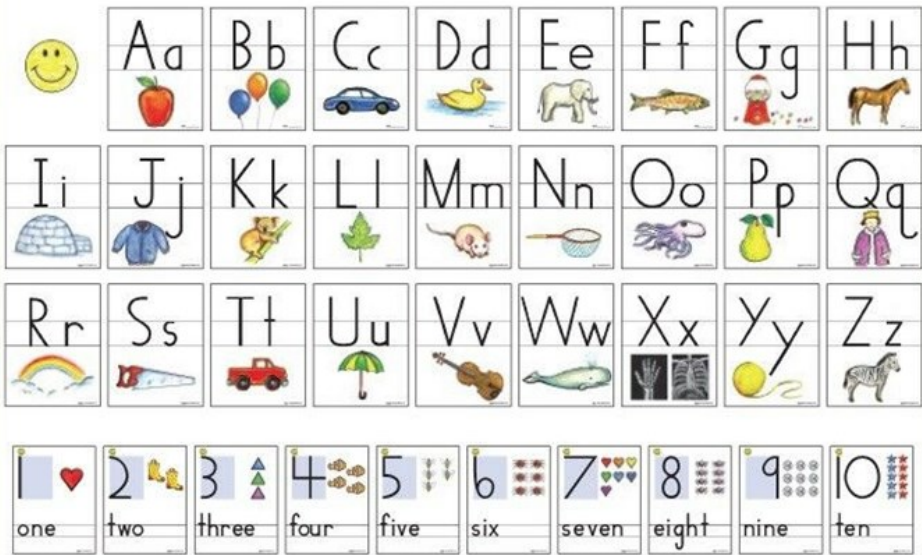 Aa Bb Cc Dd Ee Ff Gg Hh
Ii Jj Kk Ll Mm Nn Oo Pp Qq
Rr Ss Tt Uu Vv Ww Xx Yy Zz
1 2 3 4 5 6 7 8 9 10
one two three four five six seven eight nine ten